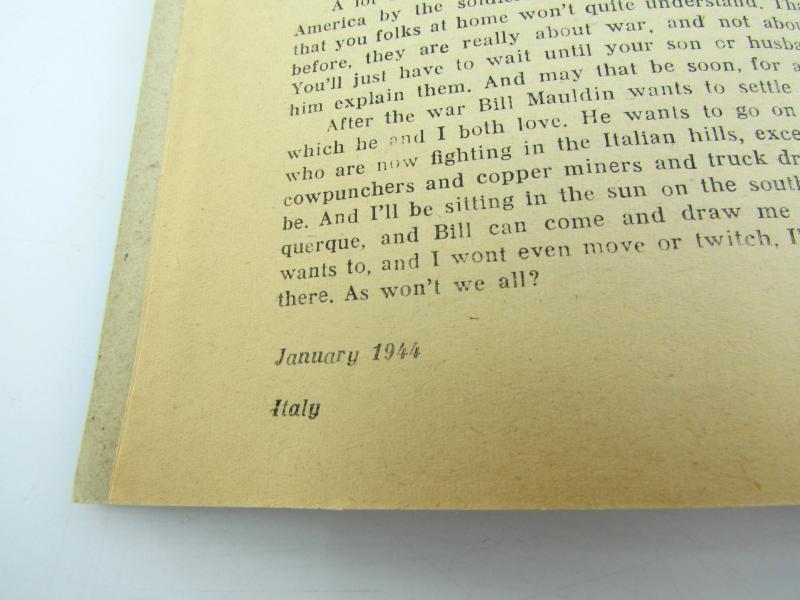 A lot
America by the
that you folks at home won't quite understand.
before, they are really about war, and not
You'll just have to wait until your son or
him explain them. And may that be soon, for
After the war Bill Mauldin wants to settle
which he and I both love. He wants to go on
who are now fighting in the Italian hills,
cowpunchers and copper miners and truck
be. And I'll be sitting in the sun on the
querque, and Bill can come and draw me
wants to, and I wont even move or twitch,
there. As won't we all?
January 1944
Italy